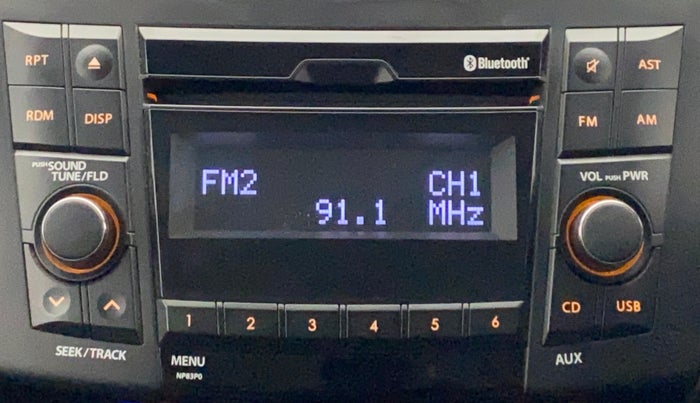 RPT
Bluetooth
AST
RDM
DISP
FM
AM
PUSH SOUND
TUNE/FLD
VOL PUSH PWR
FM2 CH1
91.1 MHz
CD
USB
1 2 3 4 5 6
SEEK/TRACK
MENU
AUX
NP83P0